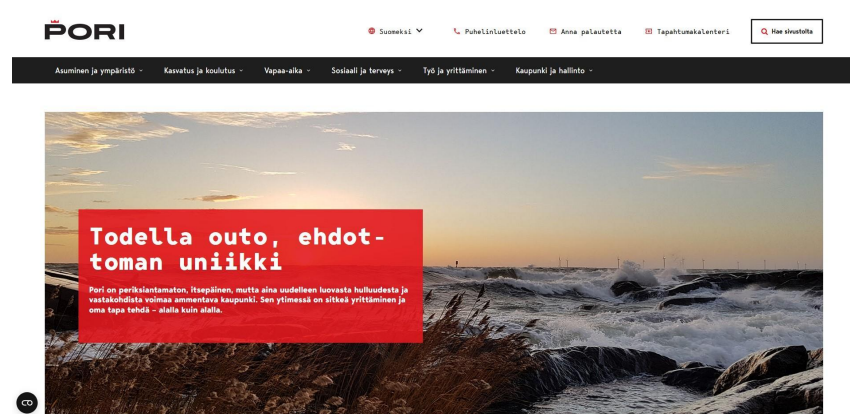 PORI
Suomeksi
Puhelinluettelo
Anna palautetta
Tapahtumakalenteri
Hae sivustolta
Asuminen ja ympäristö
Kasvatus ja koulutus
Vapaa-aika
Sosiaali ja terveys
Työ ja yrittäminen
Kaupunki ja hallinto
Todella outo, ehdot-
toman uniikki
Pori on periksiantamaton, itsepäinen, mutta aina uudelleen luovasta hulluudesta ja
vastakohdista voimaa ammentava kaupunki. Sen ytimessä on sitkeä yrittäminen ja
oma tapa tehdä – alalla kuin alalla.